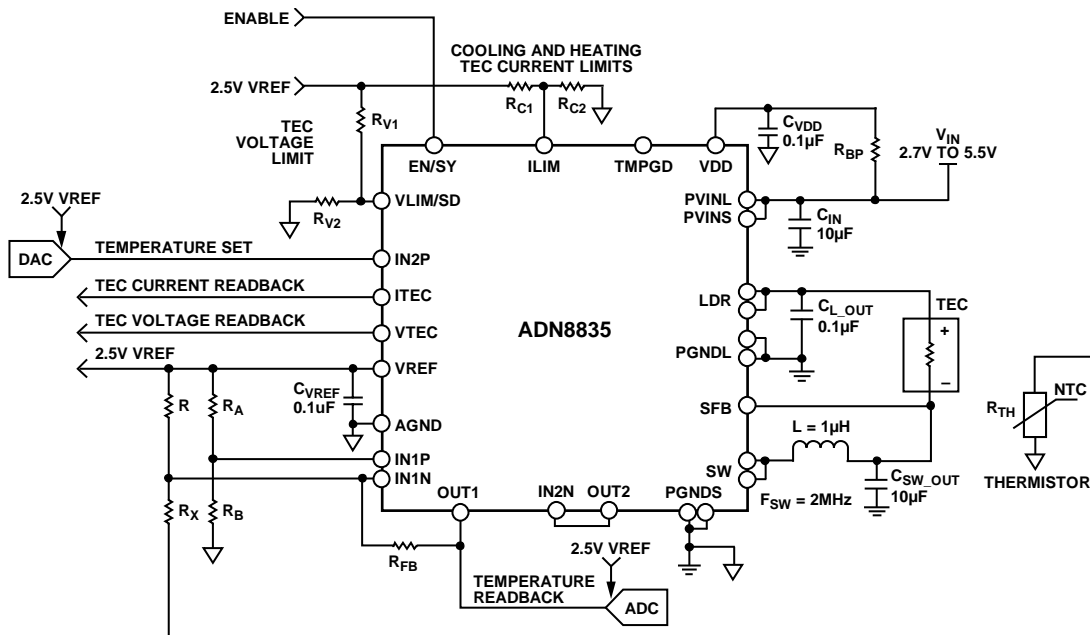 ENABLE
COOLING AND HEATING
TEC CURRENT LIMITS
2.5V VREF
RC1
RC2
RV1
TEC
VOLTAGE
LIMIT
RV2
CVDD
0.1µF
RBP
VIN
2.7V TO 5.5V
EN/SY
ILIM
TMPGD
VDD
VLIM/SD
PVINL
PVINS
CIN
10µF
2.5V VREF
DAC
TEMPERATURE SET
IN2P
TEC CURRENT READBACK
ITEC
TEC VOLTAGE READBACK
VTEC
2.5V VREF
VREF
ADN8835
LDR
CL_OUT
0.1µF
TEC
+
–
PGNDL
R
RA
CVREF
0.1uF
AGND
SFB
RTH
NTC
THERMISTOR
L = 1µH
IN1P
IN1N
SW
CSW_OUT
10µF
FSW = 2MHz
RX
RB
OUT1
IN2N
OUT2
PGNDS
RFB
2.5V VREF
TEMPERATURE
READBACK
ADC